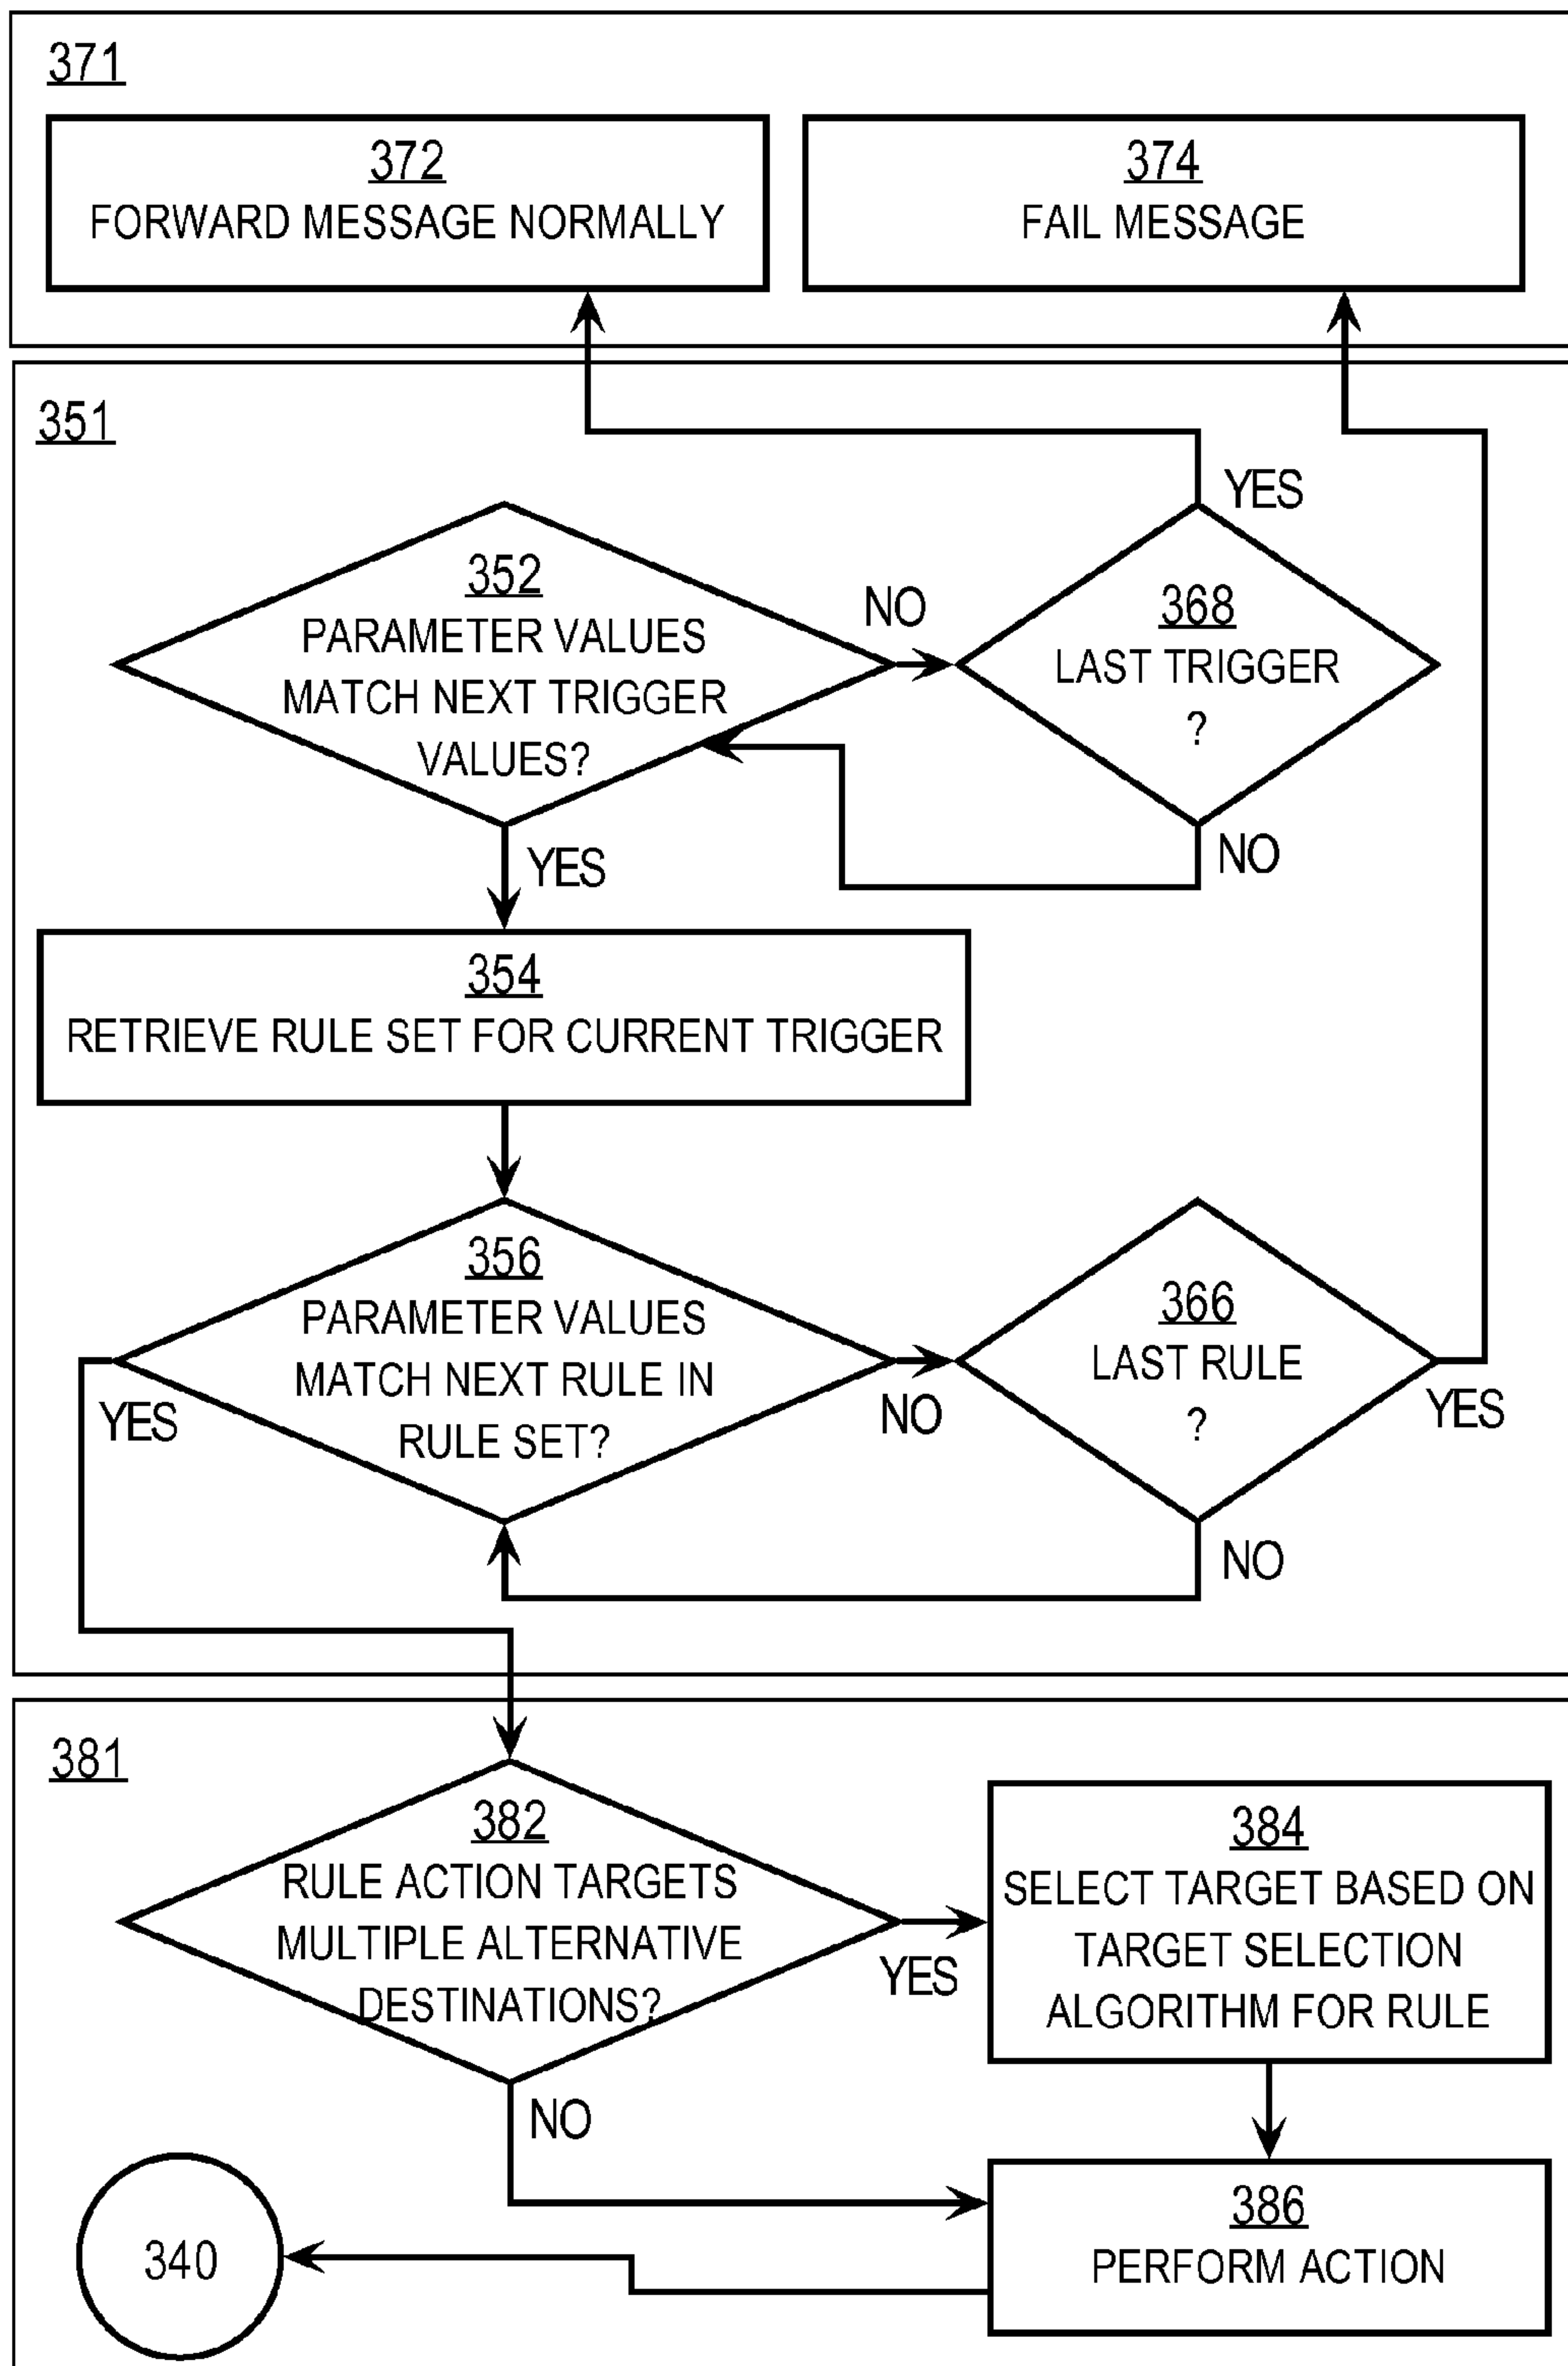 371
372
FORWARD MESSAGE NORMALLY
374
FAIL MESSAGE
351
YES
352
PARAMETER VALUES
MATCH NEXT TRIGGER
VALUES?
NO
368
LAST TRIGGER
?
YES
NO
354
RETRIEVE RULE SET FOR CURRENT TRIGGER
356
PARAMETER VALUES
MATCH NEXT RULE IN
RULE SET?
YES
NO
366
LAST RULE
?
YES
NO
381
382
RULE ACTION TARGETS
MULTIPLE ALTERNATIVE
DESTINATIONS?
YES
NO
384
SELECT TARGET BASED ON
TARGET SELECTION
ALGORITHM FOR RULE
386
PERFORM ACTION
340